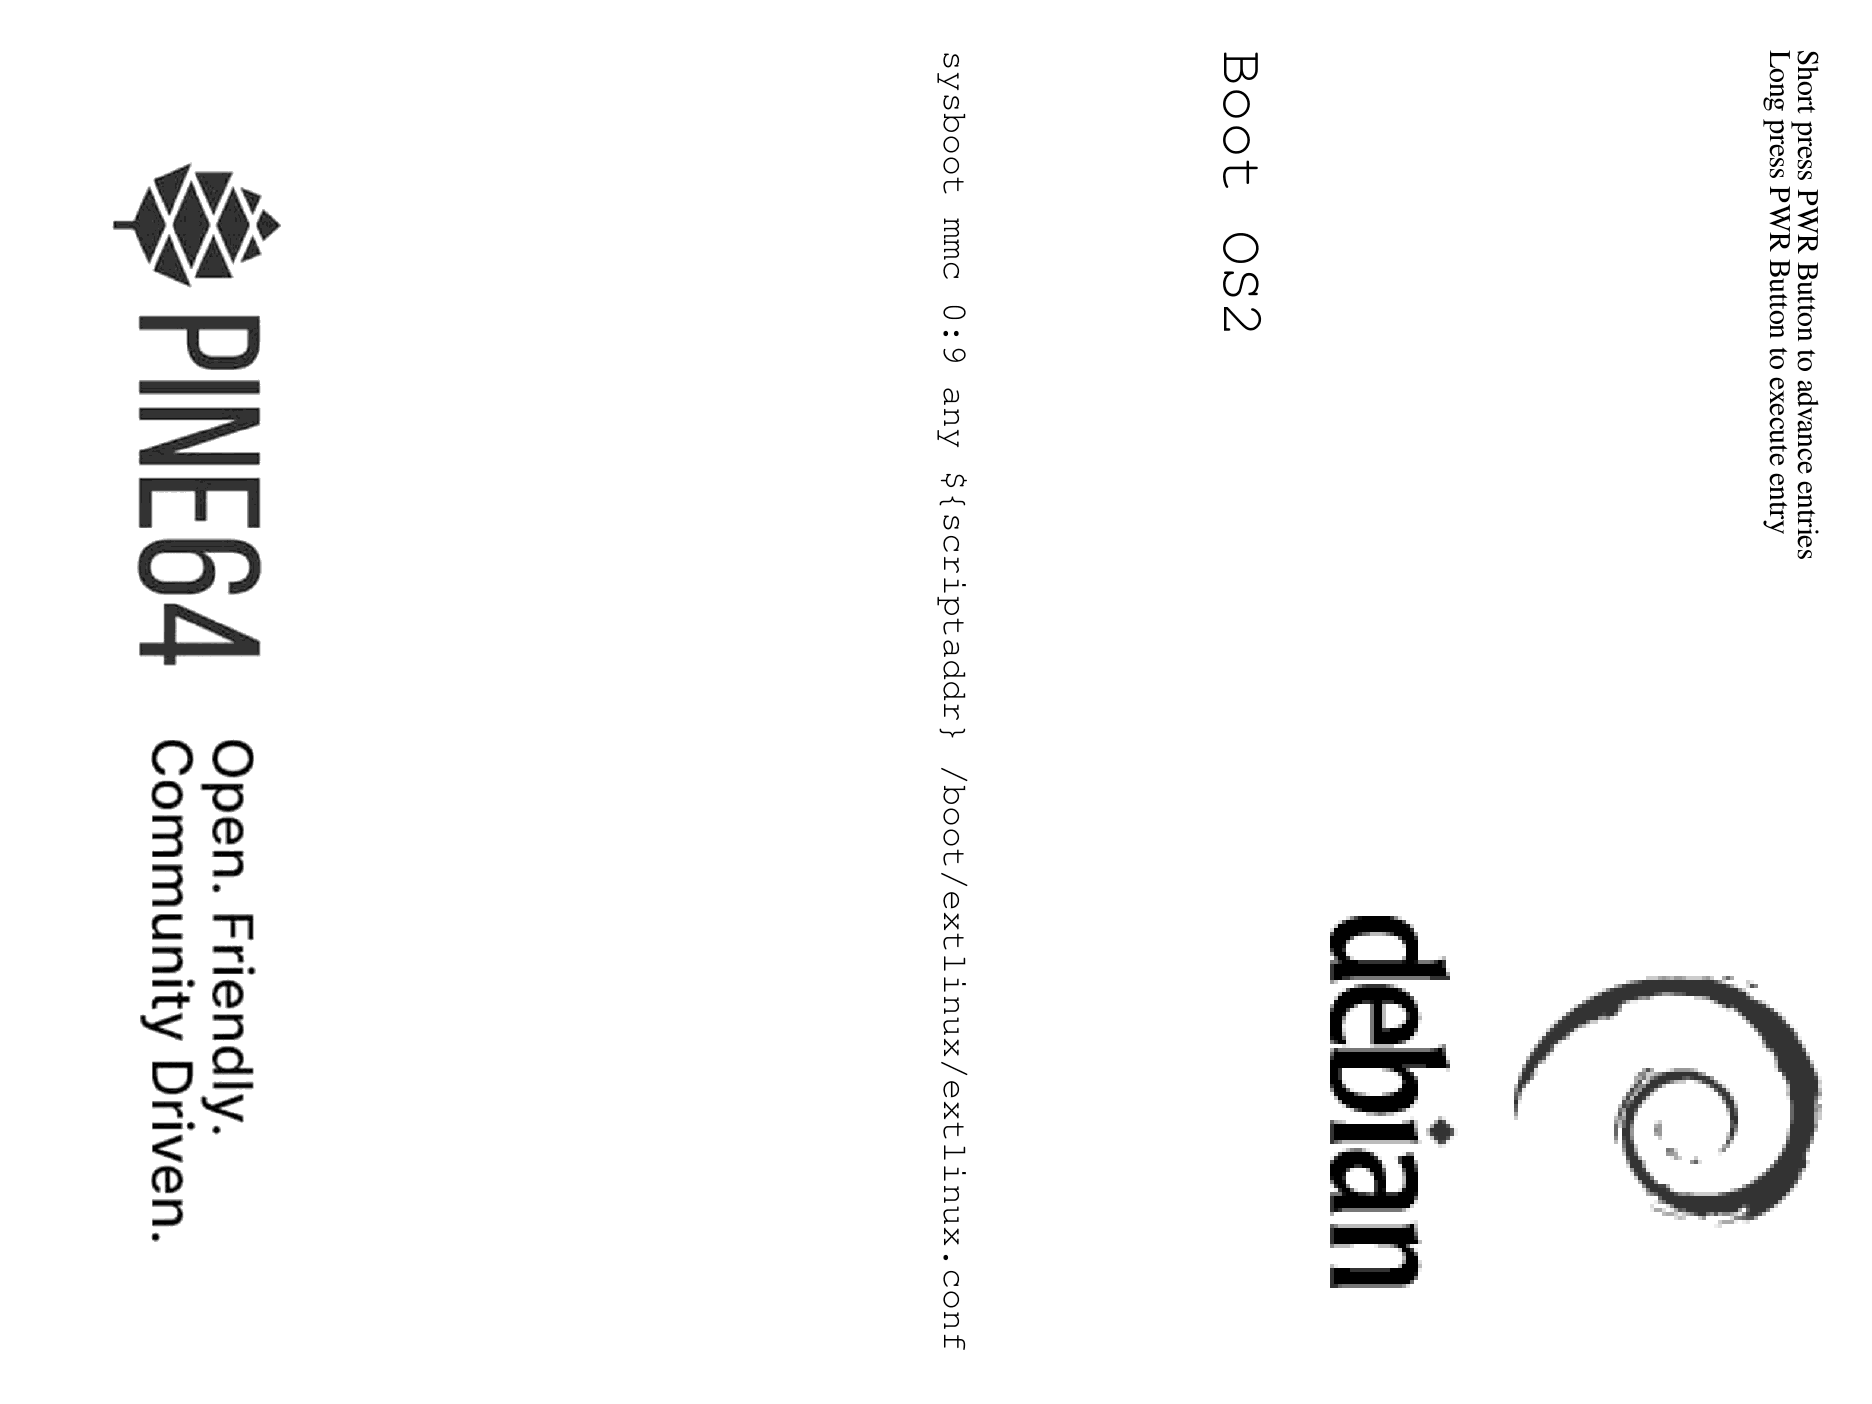 Short press PWR Button to advance entries
Long press PWR Button to execute entry
debian
Boot OS2
sysboot mmc 0:9 any ${scriptaddr} /boot/extlinux/extlinux.conf
PINE64
Open. Friendly.
Community Driven.